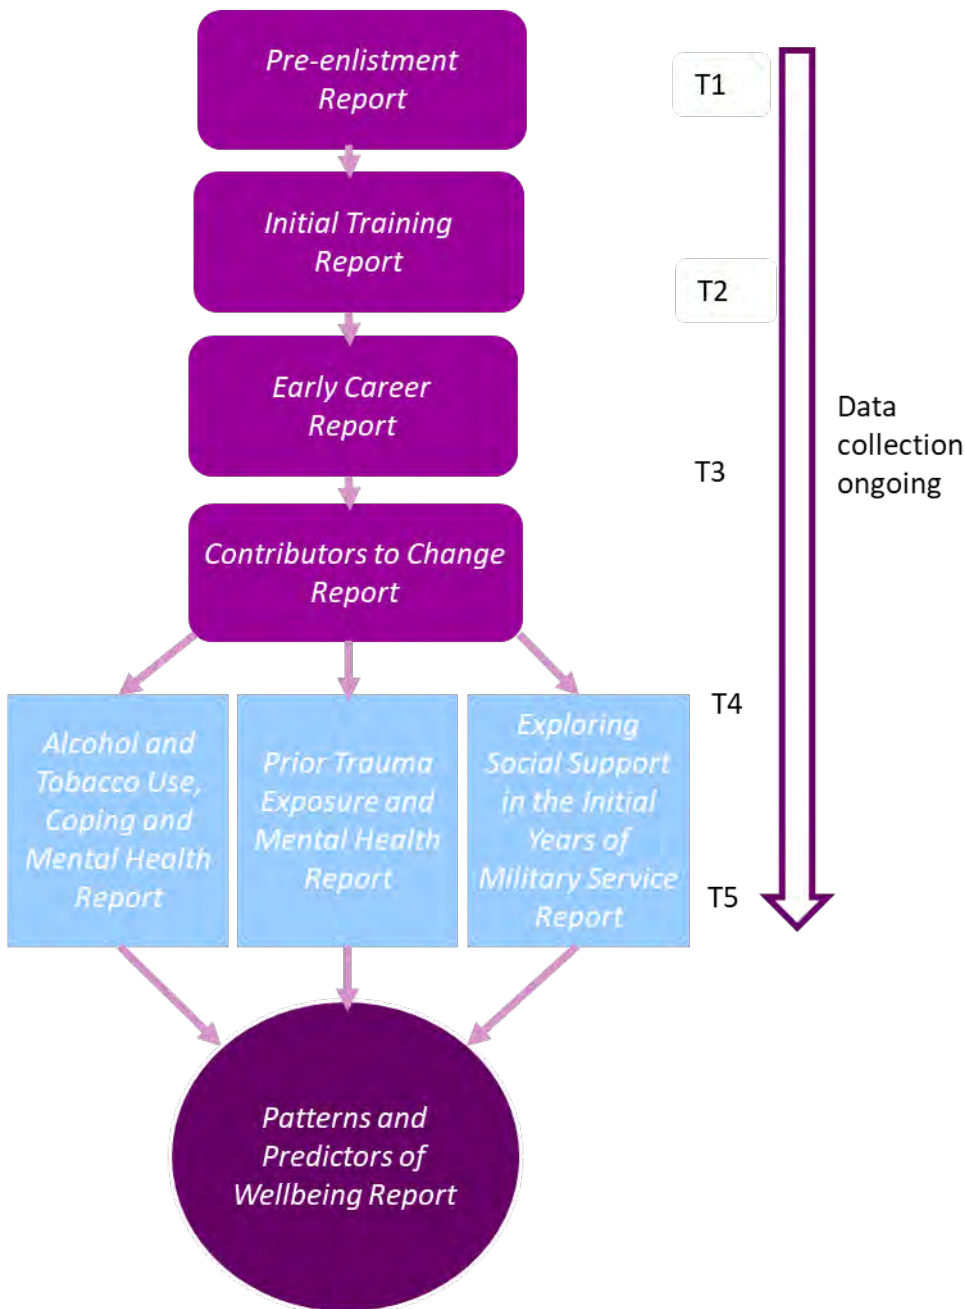 Pre-enlistment
Report
T1
Initial Training
Report
T2
Early Career
Report
Data
collection
ongoing
T3
Contributors to Change
Report
T4
Alcohol and
Tobacco Use,
Coping and
Mental Health
Report
Prior Trauma
Exposure and
Mental Health
Report
Exploring
Social Support
in the Initial
Years of
Military Service
Report
T5
Patterns and
Predictors of
Wellbeing Report